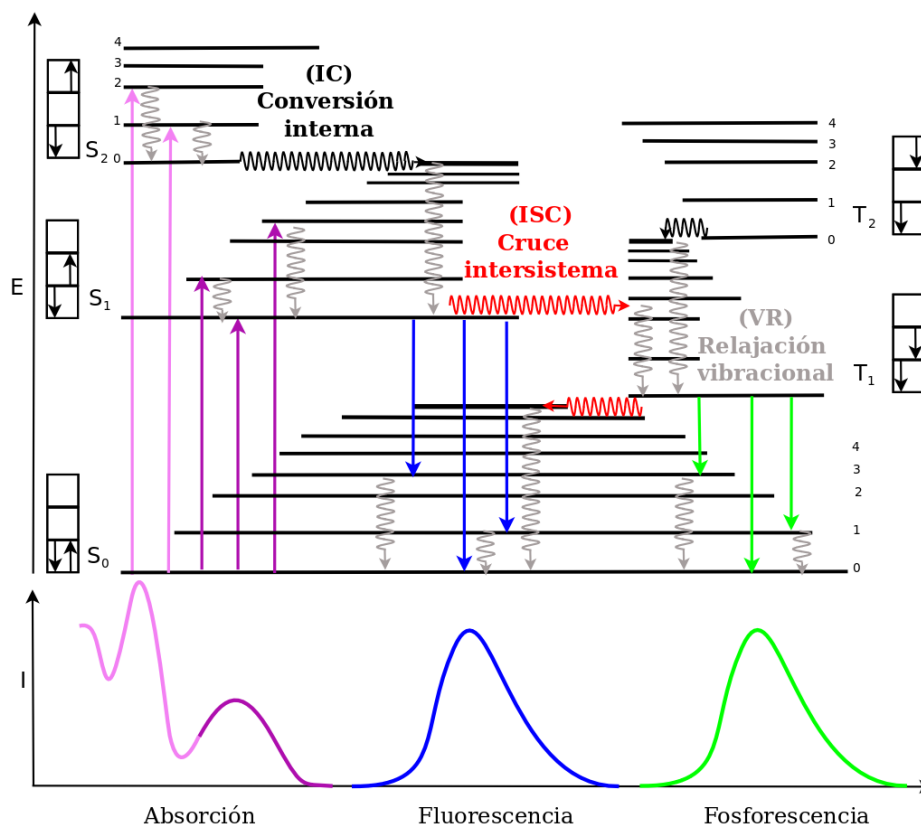 4
3
2
1
S2 0
(IC)
Conversión
interna
4
3
2
1
T2
0
(ISC)
Cruce
intersistema
E
S1
(VR)
Relajación
vibracional
T1
4
3
2
1
S0
0
I
Absorción
Fluorescencia
Fosforescencia